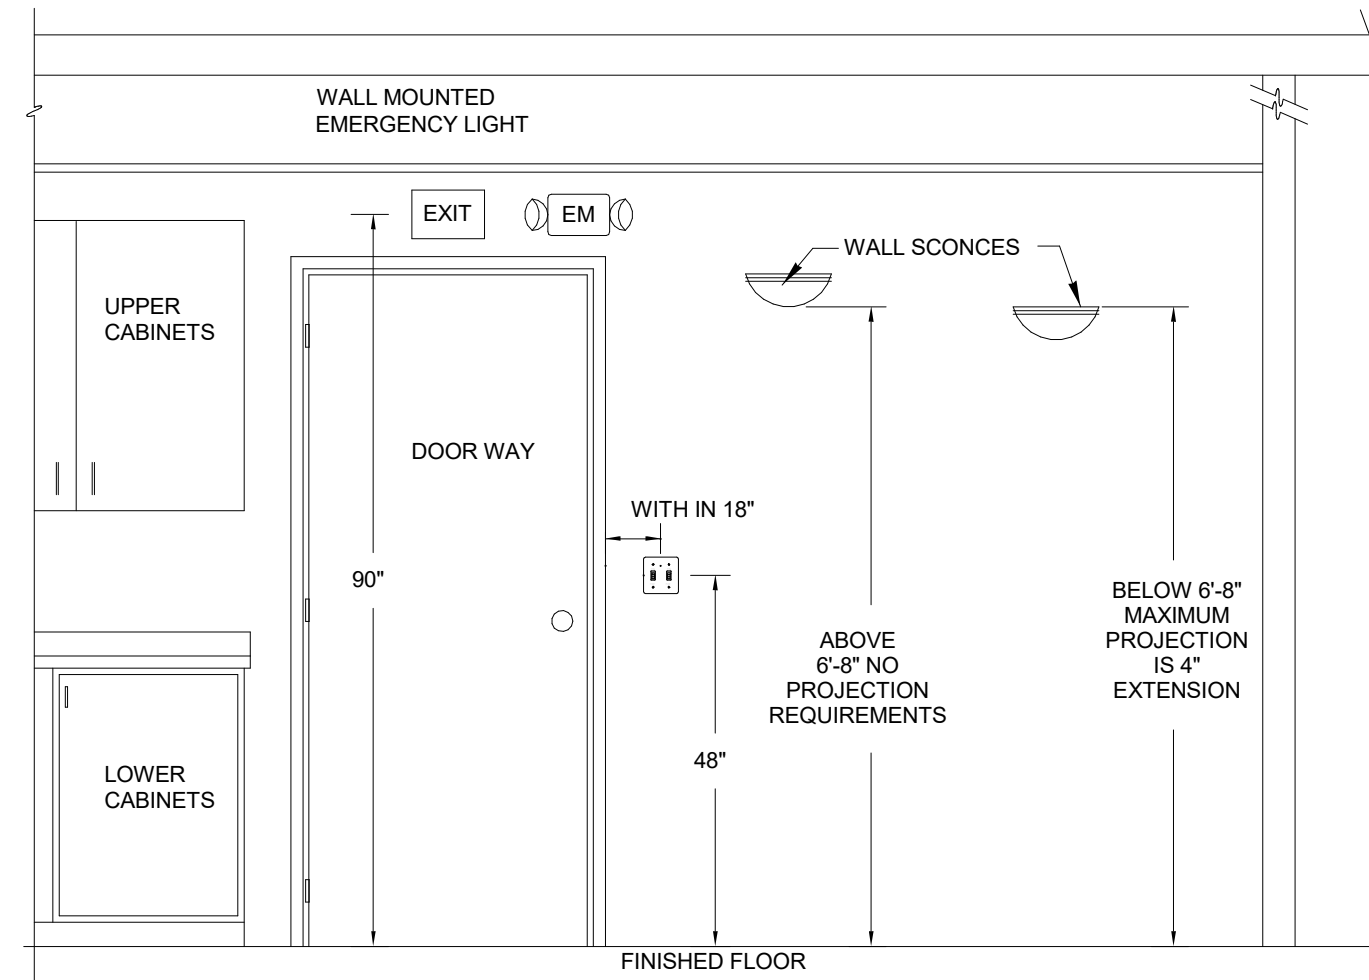 WALL MOUNTED
EMERGENCY LIGHT
EXIT
EM
WALL SCONCES
UPPER
CABINETS
DOOR WAY
WITH IN 18"
90"
ABOVE
6'-8" NO
PROJECTION
REQUIREMENTS
BELOW 6'-8"
MAXIMUM
PROJECTION
IS 4"
EXTENSION
48"
LOWER
CABINETS
FINISHED FLOOR